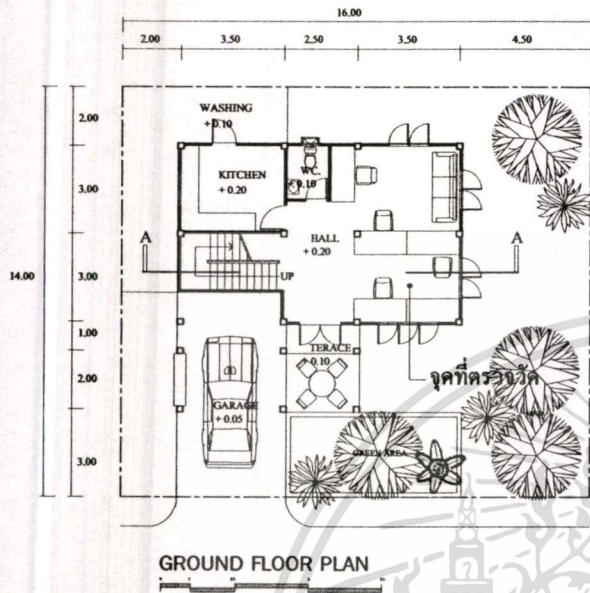 16.00
2.00 3.50 2.50 3.50 4.50
2.00
WASHING
+ 0.10
KITCHEN
+ 0.20
WC.
+ 0.10
3.00
HALL
+ 0.20
A A
14.00
3.00
UP
1.00
TERACE
+ 0.10
2.00
จุดที่ตรวจวัด
GARAGE
+ 0.05
GREEN AREA
3.00
GROUND FLOOR PLAN